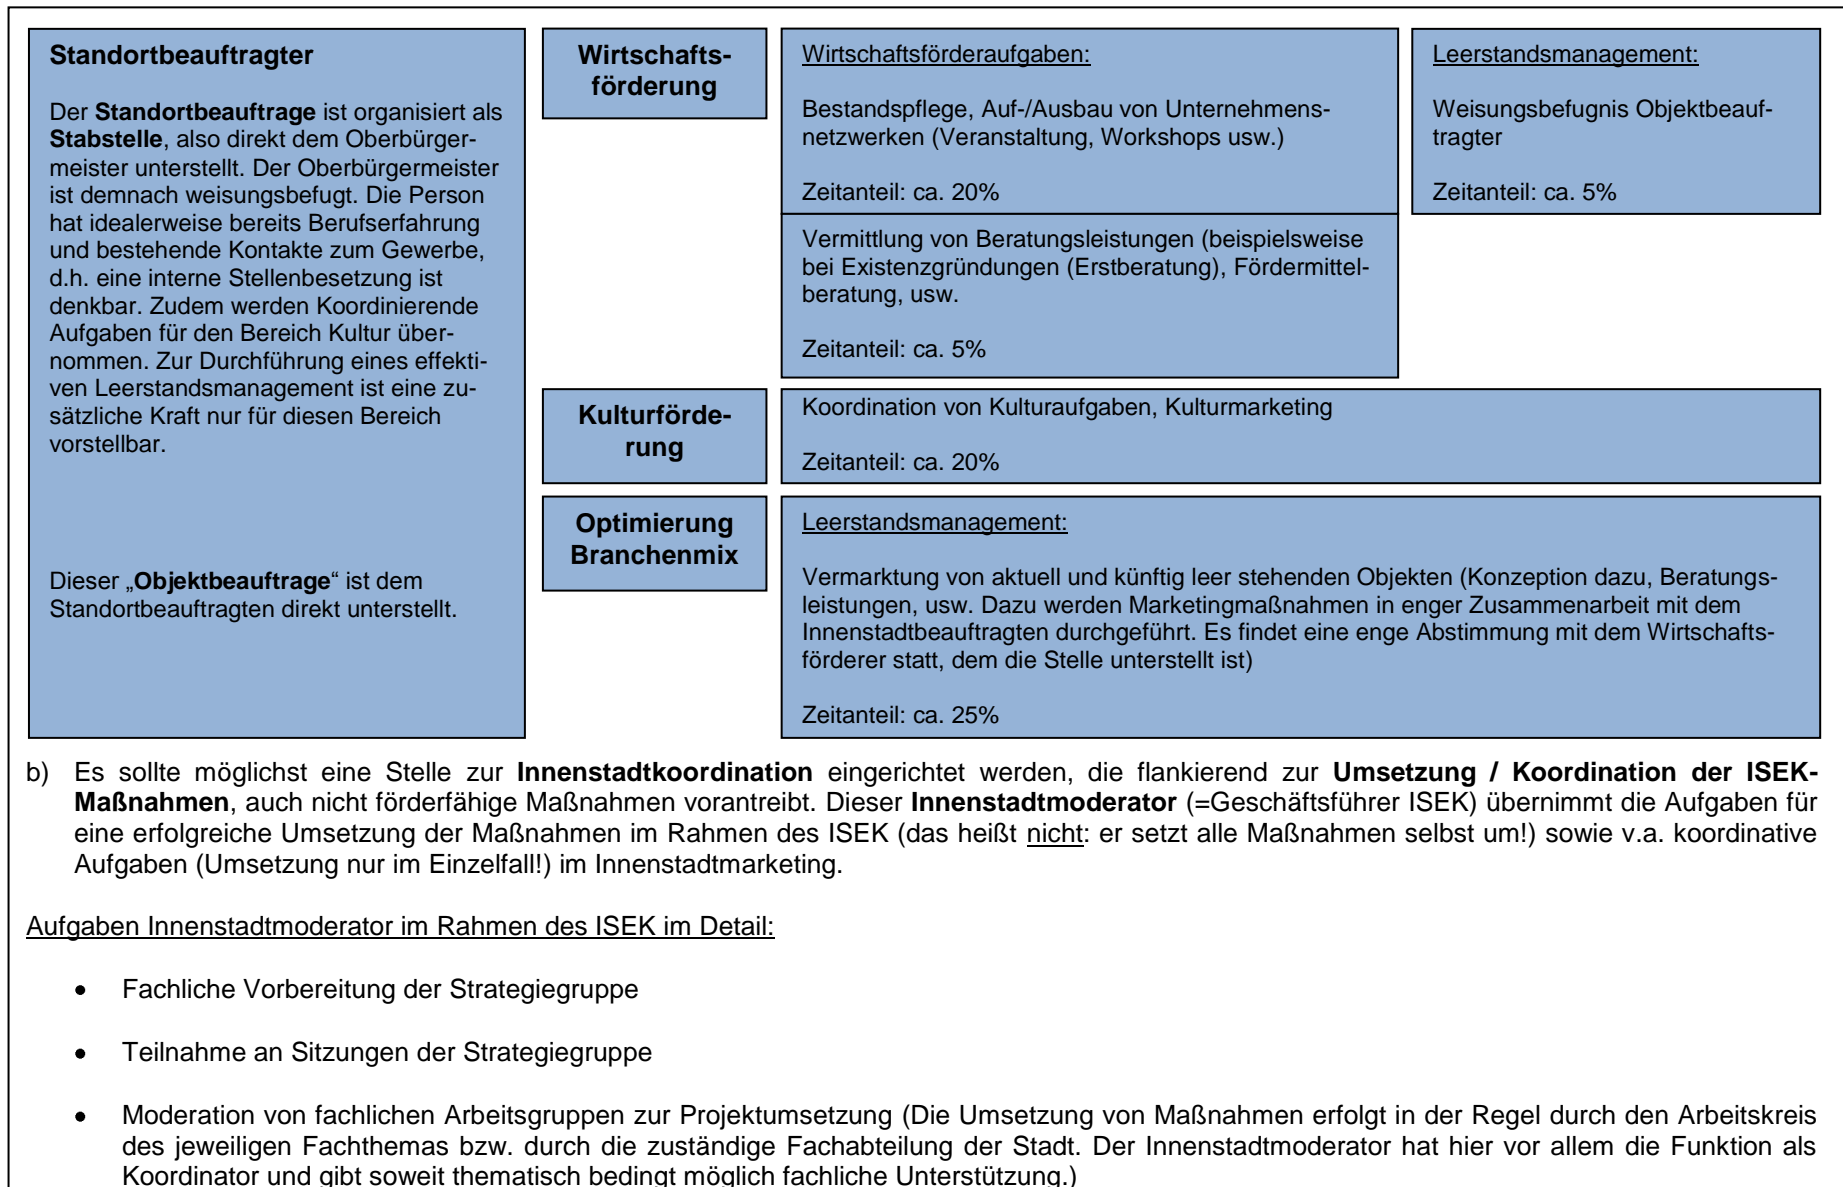 Standortbeauftragter
Der Standortbeauftrage ist organisiert als
Stabstelle, also direkt dem Oberbürger-
meister unterstellt. Der Oberbürgermeister
ist demnach weisungsbefugt. Die Person
hat idealerweise bereits Berufserfahrung
und bestehende Kontakte zum Gewerbe,
d.h. eine interne Stellenbesetzung ist
denkbar. Zudem werden Koordinierende
Aufgaben für den Bereich Kultur über-
nommen. Zur Durchführung eines effekti-
ven Leerstandsmanagement ist eine zu-
sätzliche Kraft nur für diesen Bereich
vorstellbar.
Dieser „Objektbeauftrage“ ist dem
Standortbeauftragten direkt unterstellt.
Wirtschafts-
förderung
Wirtschaftsförderaufgaben:
Bestandspflege, Auf-/Ausbau von Unternehmens-
netzwerken (Veranstaltung, Workshops usw.)
Zeitanteil: ca. 20%
Leerstandsmanagement:
Weisungsbefugnis Objektbeauf-
tragter
Zeitanteil: ca. 5%
Vermittlung von Beratungsleistungen (beispielsweise
bei Existenzgründungen (Erstberatung), Fördermittel-
beratung, usw.
Zeitanteil: ca. 5%
Kulturförde-
rung
Koordination von Kulturaufgaben, Kulturmarketing
Zeitanteil: ca. 20%
Optimierung
Branchenmix
Leerstandsmanagement:
Vermarktung von aktuell und künftig leer stehenden Objekten (Konzeption dazu, Beratungs-
leistungen, usw. Dazu werden Marketingmaßnahmen in enger Zusammenarbeit mit dem
Innenstadtbeauftragten durchgeführt. Es findet eine enge Abstimmung mit dem Wirtschafts-
förderer statt, dem die Stelle unterstellt ist)
Zeitanteil: ca. 25%
b) Es sollte möglichst eine Stelle zur Innenstadtkoordination eingerichtet werden, die flankierend zur Umsetzung / Koordination der ISEK-
Maßnahmen, auch nicht förderfähige Maßnahmen vorantreibt. Dieser Innenstadtmoderator (=Geschäftsführer ISEK) übernimmt die Aufgaben für
eine erfolgreiche Umsetzung der Maßnahmen im Rahmen des ISEK (das heißt nicht: er setzt alle Maßnahmen selbst um!) sowie v.a. koordinative
Aufgaben (Umsetzung nur im Einzelfall!) im Innenstadtmarketing.
Aufgaben Innenstadtmoderator im Rahmen des ISEK im Detail:
• Fachliche Vorbereitung der Strategiegruppe
• Teilnahme an Sitzungen der Strategiegruppe
• Moderation von fachlichen Arbeitsgruppen zur Projektumsetzung (Die Umsetzung von Maßnahmen erfolgt in der Regel durch den Arbeitskreis
des jeweiligen Fachthemas bzw. durch die zuständige Fachabteilung der Stadt. Der Innenstadtmoderator hat hier vor allem die Funktion als
Koordinator und gibt soweit thematisch bedingt möglich fachliche Unterstützung.)